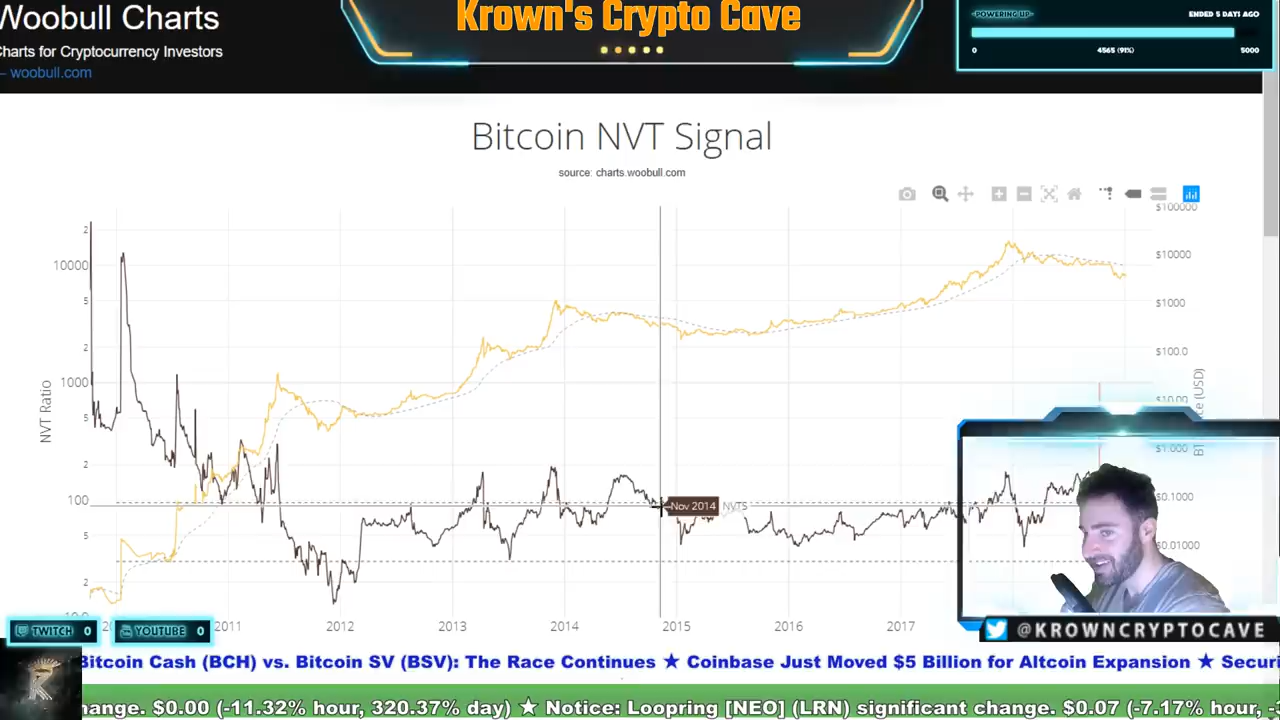 Woobull Charts
Charts for Cryptocurrency Investors
– woobull.com
Krown's Crypto Cave
POWERING UP
ENDED 5 DAYS AGO
0
4565 (91%)
5000
Bitcoin NVT Signal
source: charts.woobull.com
$100000
2
10000
$10000
5
$1000
2
$100.0
1000
$10.00
5
$1.000
2
100
$0.1000
5
$0.01000
2
NVT Ratio
Nov 2014
NVTS
2011
2012
2013
2014
2015
2016
2017
TWITCH 0
YOUTUBE 0
@KROWNCRYPTOCAVE
Bitcoin Cash (BCH) vs. Bitcoin SV (BSV): The Race Continues ★ Coinbase Just Moved $5 Billion for Altcoin Expansion ★ Securi
hange. $0.00 (-11.32% hour, 320.37% day) ★ Notice: Loopring [NEO] (LRN) significant change. $0.07 (-7.17% hour, -